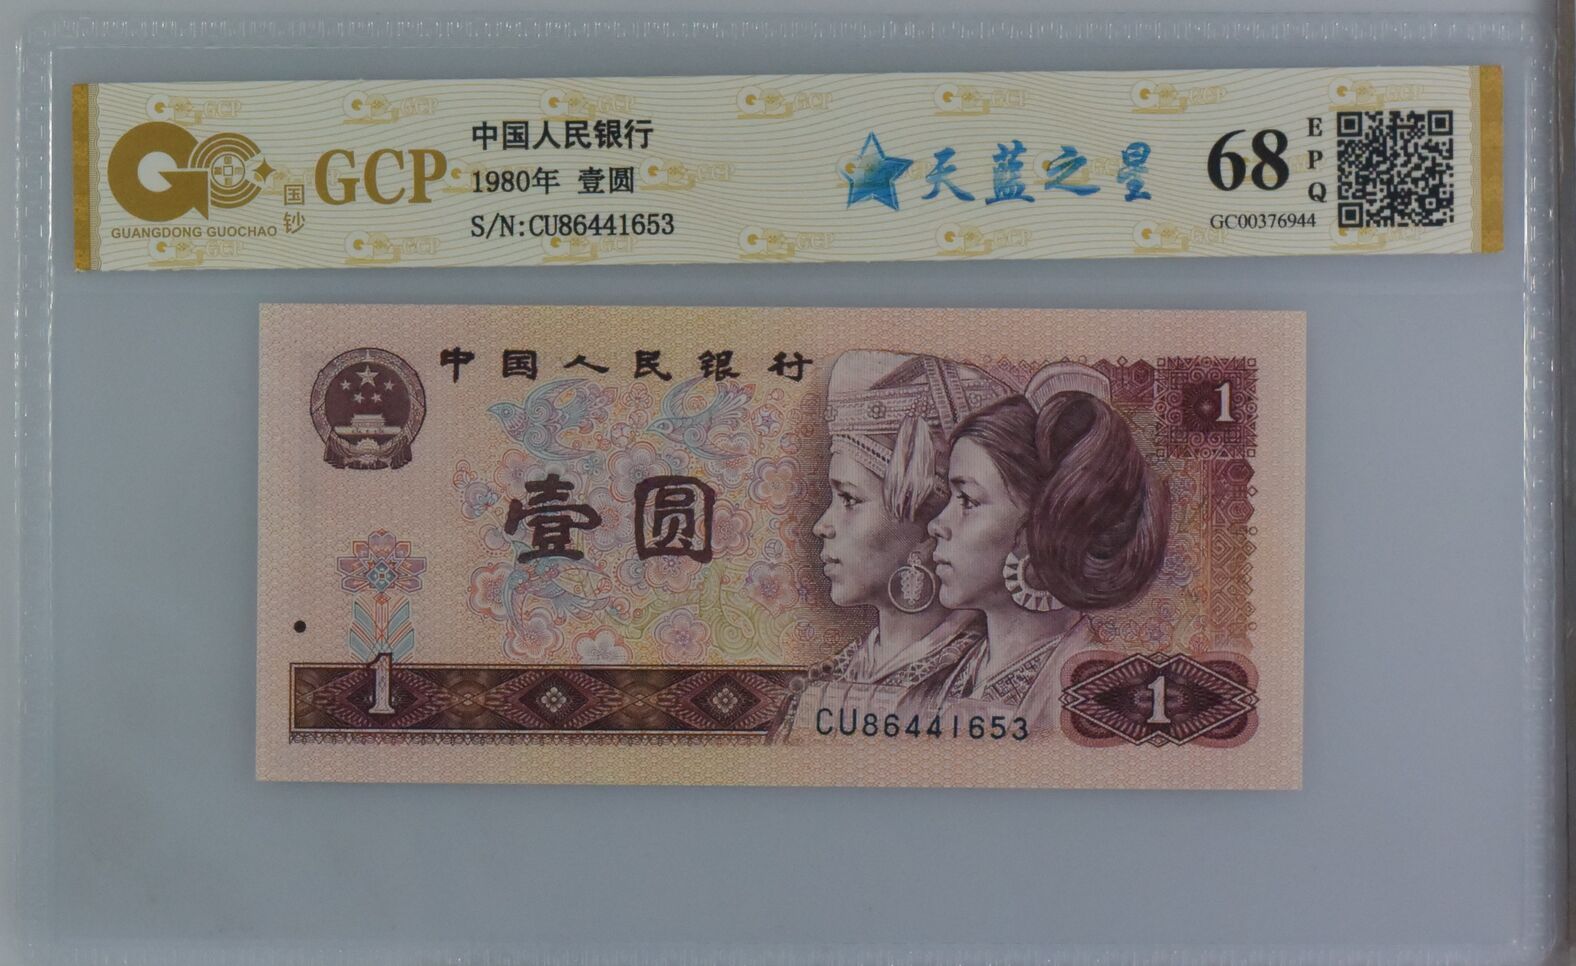 GUANGDONG GUOCHAO
国钞
GCP
中国人民银行
1980年 壹圆
S/N:CU86441653
天蓝之星
68
EPQ
GC00376944
中国人民银行
1
壹圆
1
CU86441653
1